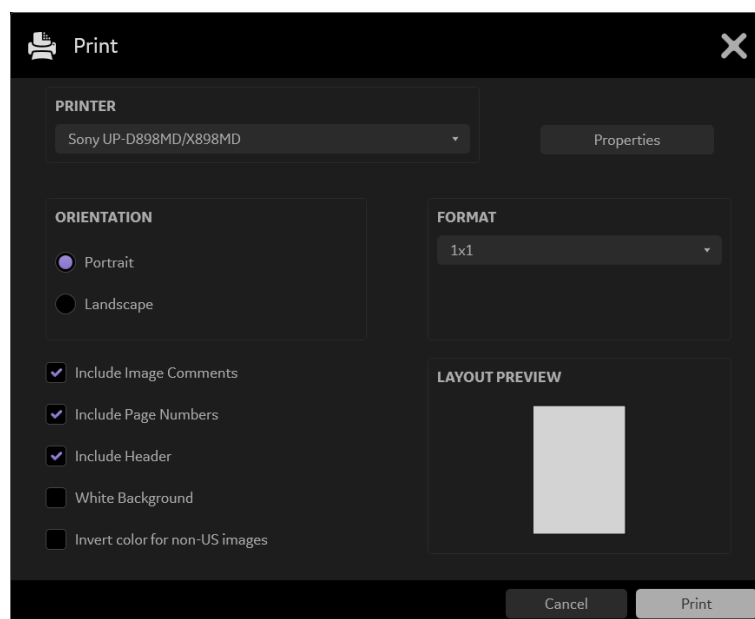 Print
PRINTER
Sony UP-D898MD/X898MD
Properties
ORIENTATION
Portrait
Landscape
FORMAT
1x1
Include Image Comments
Include Page Numbers
Include Header
White Background
Invert color for non-US images
LAYOUT PREVIEW
Cancel
Print